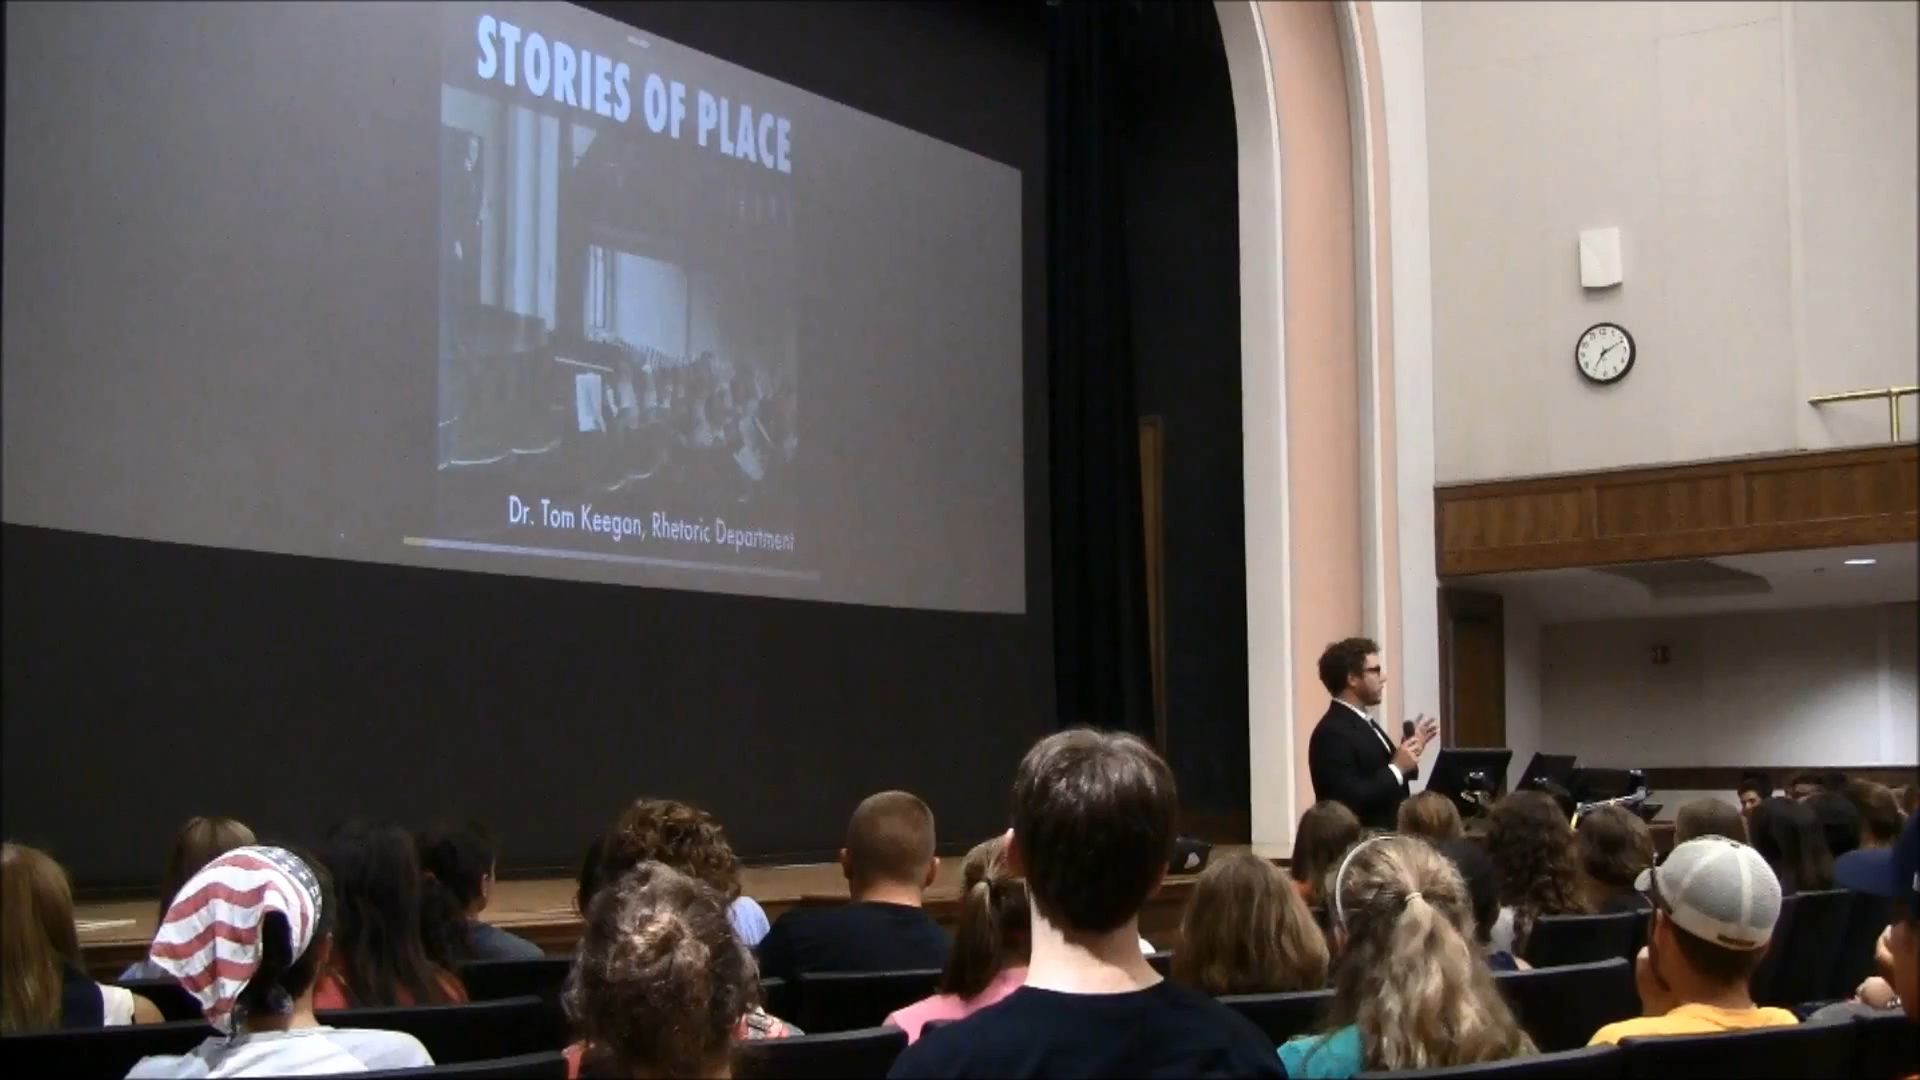 STORIES OF PLACE
Dr. Tom Keegan, Rhetoric Department